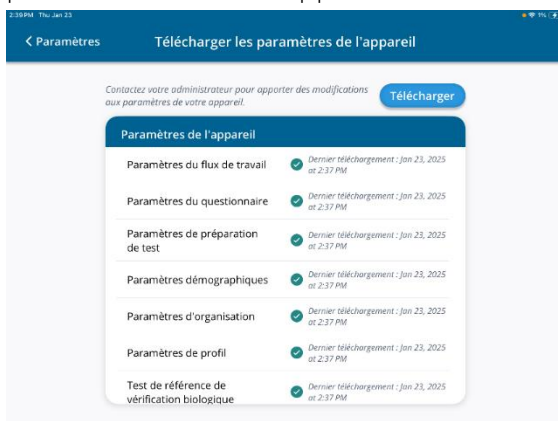 2:39 PM Thu Jan 23
1%
Paramètres
Télécharger les paramètres de l'appareil
Contactez votre administrateur pour apporter des modifications
aux paramètres de votre appareil.
Télécharger
Paramètres de l'appareil
Paramètres du flux de travail
Dernier téléchargement : Jan 23, 2025
at 2:37 PM
Paramètres du questionnaire
Dernier téléchargement : Jan 23, 2025
at 2:37 PM
Paramètres de préparation
de test
Dernier téléchargement : Jan 23, 2025
at 2:37 PM
Paramètres démographiques
Dernier téléchargement : Jan 23, 2025
at 2:37 PM
Paramètres d'organisation
Dernier téléchargement : Jan 23, 2025
at 2:37 PM
Paramètres de profil
Dernier téléchargement : Jan 23, 2025
at 2:37 PM
Test de référence de
vérification biologique
Dernier téléchargement : Jan 23, 2025
at 2:37 PM